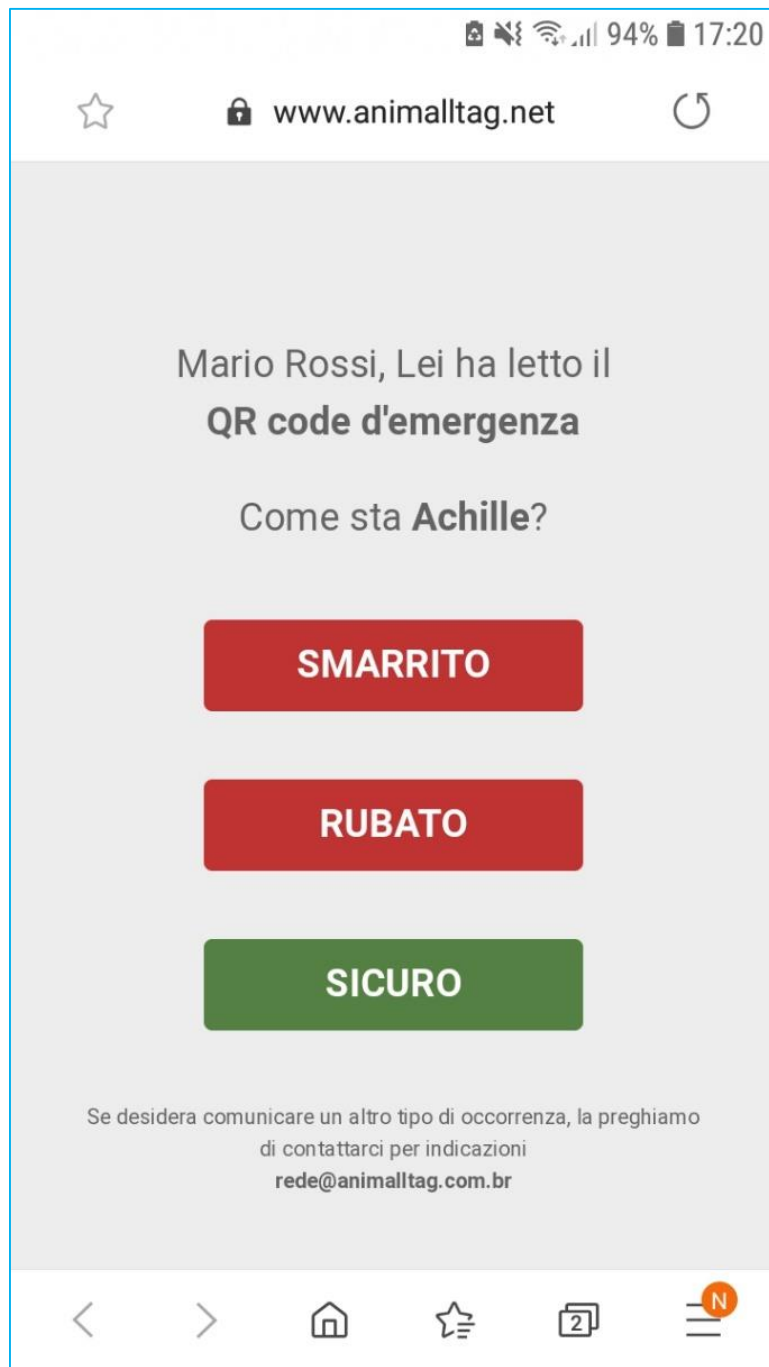 94% 17:20
www.animalltag.net
Mario Rossi, Lei ha letto il
QR code d'emergenza
Come sta Achille?
SMARRITO
RUBATO
SICURO
Se desidera comunicare un altro tipo di occorrenza, la preghiamo
di contattarci per indicazioni
rede@animalltag.com.br
2
N